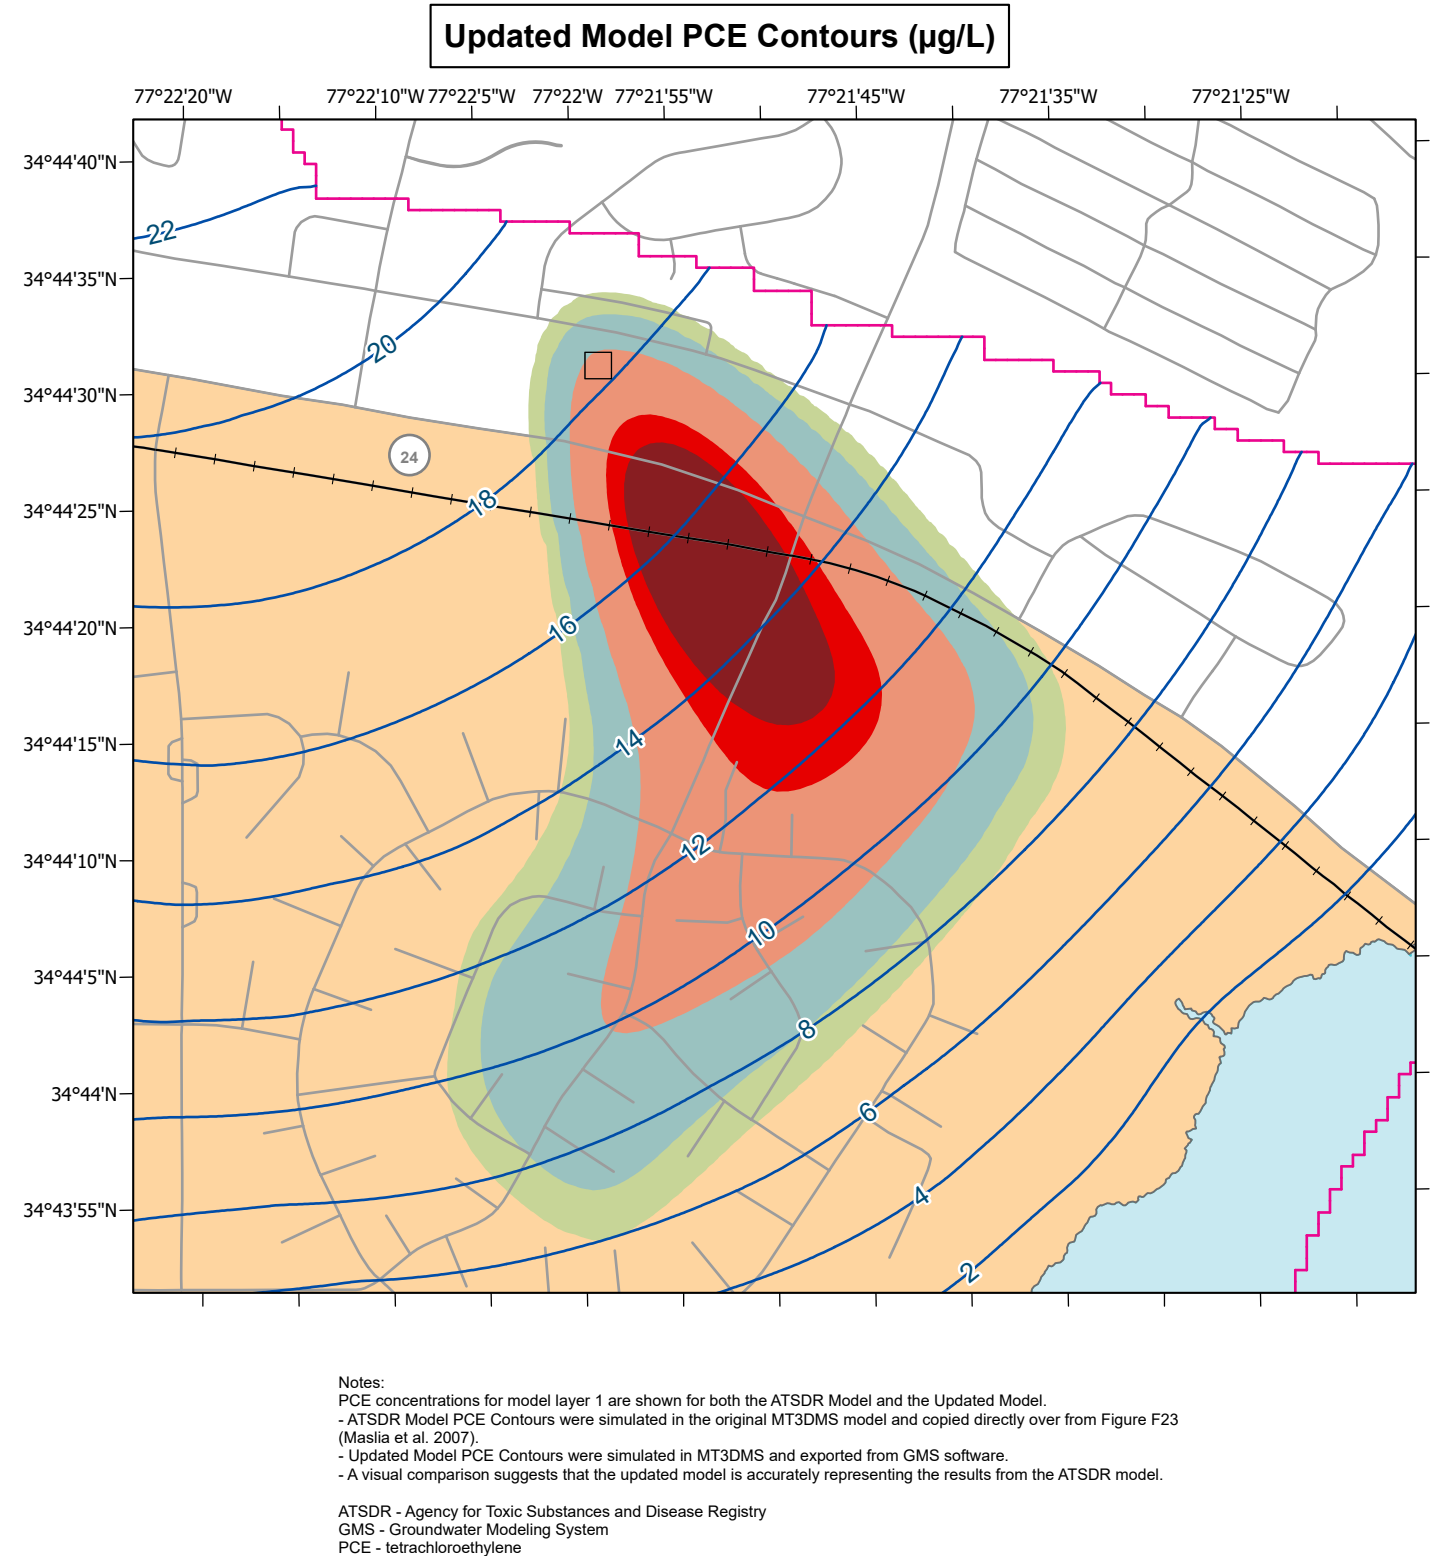 Updated Model PCE Contours (µg/L)
77°22'20"W 77°22'10"W 77°22'5"W 77°22'W 77°21'55"W 77°21'45"W 77°21'35"W 77°21'25"W
34°44'40"N
22
34°44'35"N
20
34°44'30"N
24
34°44'25"N
18
34°44'20"N
16
34°44'15"N
14
34°44'10"N
12
10
34°44'5"N
8
34°44'N
6
34°43'55"N
4
2
Notes:
PCE concentrations for model layer 1 are shown for both the ATSDR Model and the Updated Model.
- ATSDR Model PCE Contours were simulated in the original MT3DMS model and copied directly over from Figure F23
(Maslia et al. 2007).
- Updated Model PCE Contours were simulated in MT3DMS and exported from GMS software.
- A visual comparison suggests that the updated model is accurately representing the results from the ATSDR model.
ATSDR - Agency for Toxic Substances and Disease Registry
GMS - Groundwater Modeling System
PCE - tetrachloroethylene